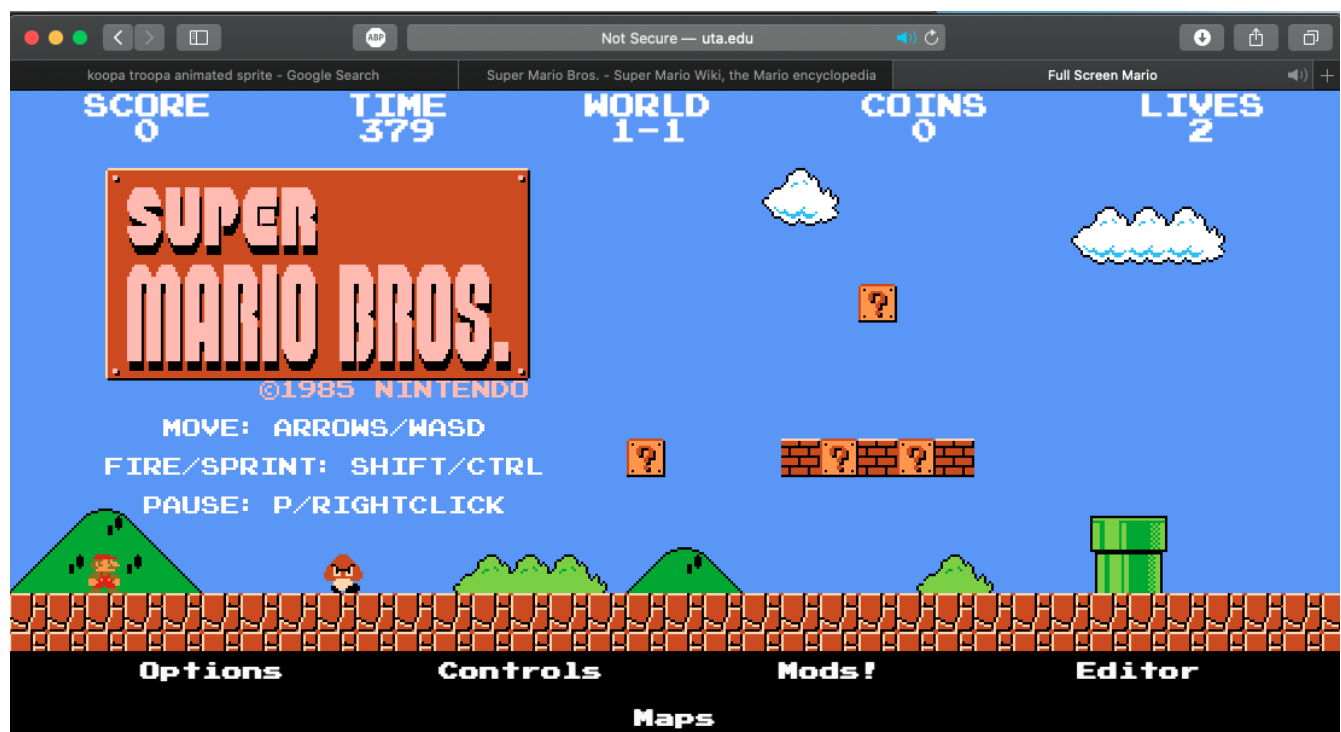 ABP
Not Secure — uta.edu
koopa troopa animated sprite - Google Search
Super Mario Bros. - Super Mario Wiki, the Mario encyclopedia
Full Screen Mario
SCORE TIME WORLD COINS LIVES
0 379 1-1 0 2
SUPER
MARIO BROS.
©1985 NINTENDO
MOVE: ARROWS/WASD
FIRE/SPRINT: SHIFT/CTRL
PAUSE: P/RIGHTCLICK
?
? ? ?
Options Controls Mods! Editor
Maps